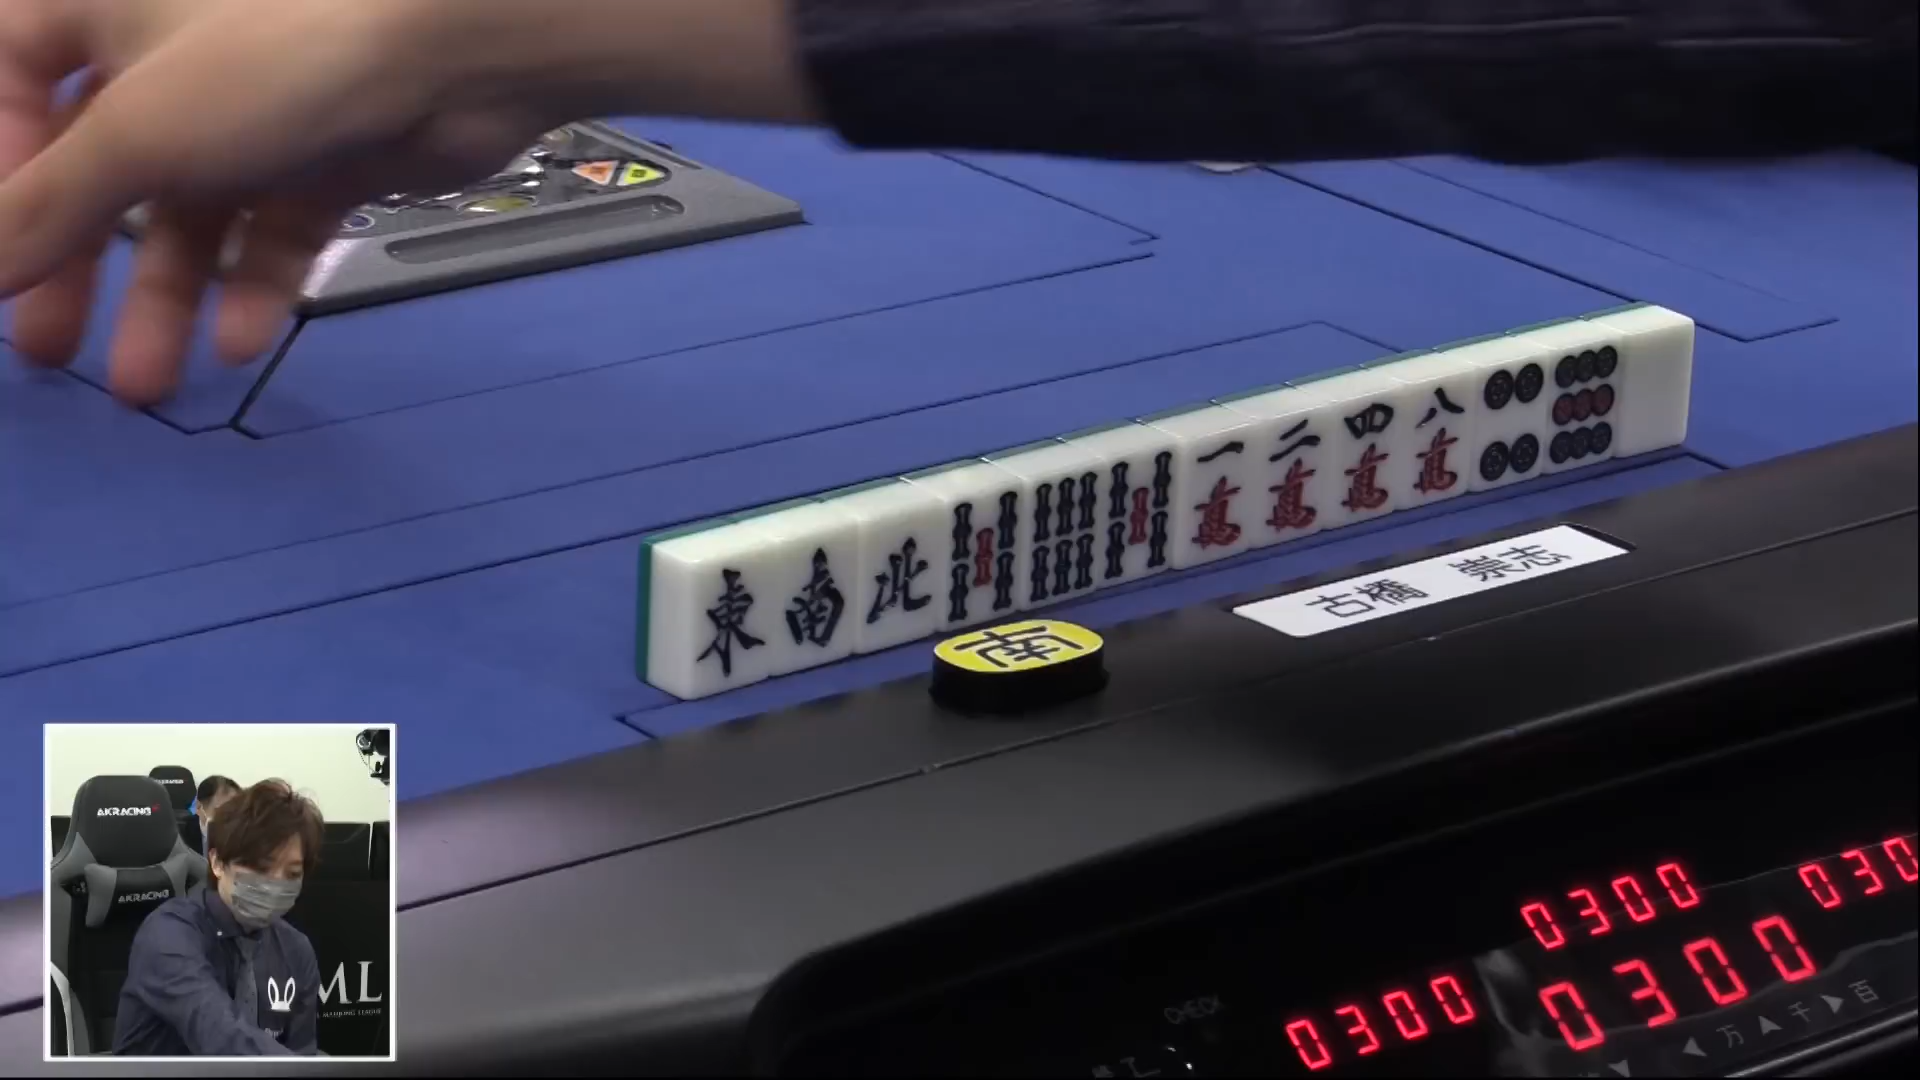 東 南 北 一萬 二萬 四萬 八萬
南
古橋 崇志
AKRACING
AKRACING
ML
0300
030
0300
0300
CHECK
万 千 百